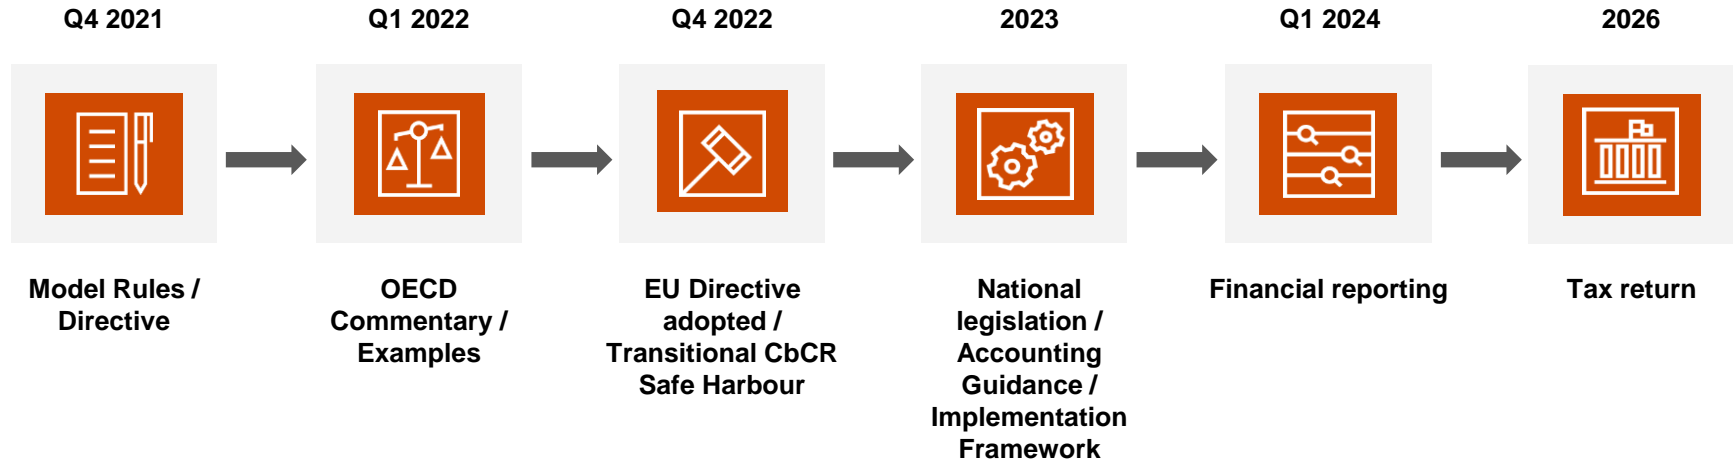 Q4 2021
Q1 2022
Q4 2022
2023
Q1 2024
2026
Model Rules /
Directive
OECD
Commentary /
Examples
EU Directive
adopted /
Transitional CbCR
Safe Harbour
National
legislation /
Accounting
Guidance /
Implementation
Framework
Financial reporting
Tax return